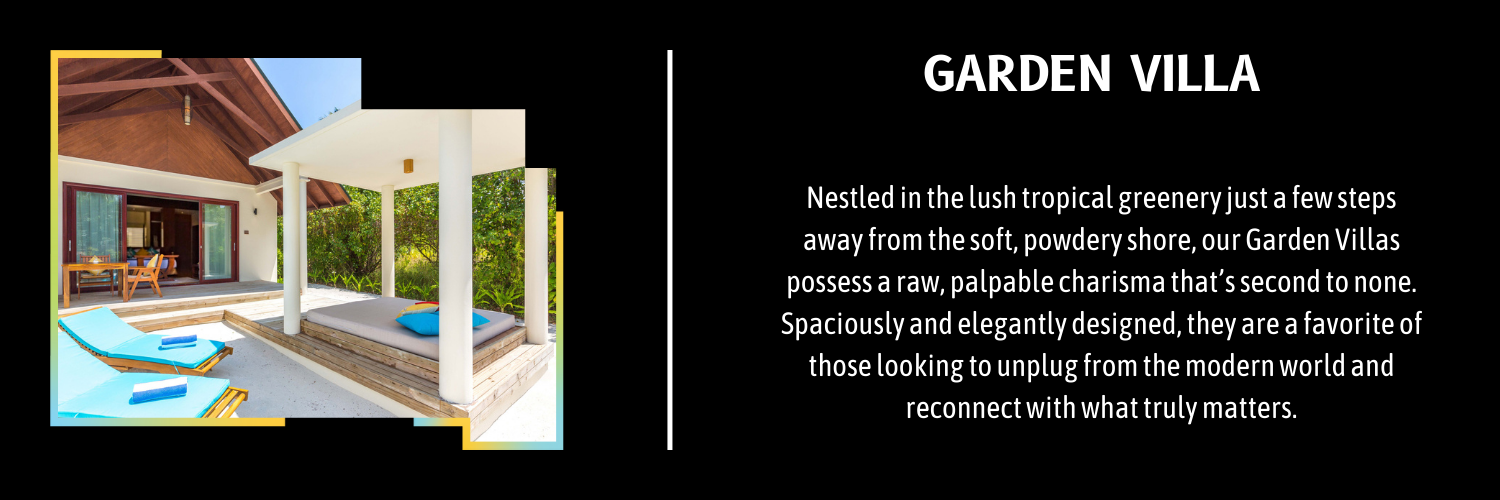 GARDEN VILLA
Nestled in the lush tropical greenery just a few steps
away from the soft, powdery shore, our Garden Villas
possess a raw, palpable charisma that’s second to none.
Spaciously and elegantly designed, they are a favorite of
those looking to unplug from the modern world and
reconnect with what truly matters.